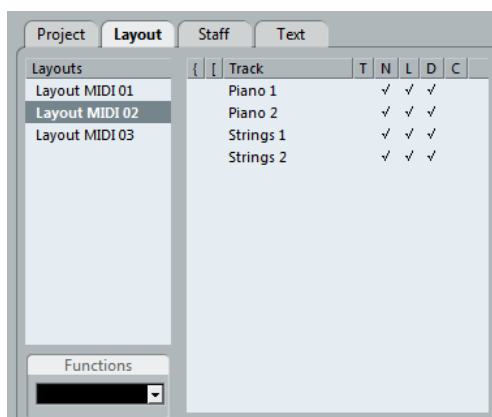 Project Layout Staff Text
Layouts
Layout MIDI 01
Layout MIDI 02
Layout MIDI 03
Functions
{ [ Track T N L D C
Piano 1 √ √ √
Piano 2 √ √ √
Strings 1 √ √ √
Strings 2 √ √ √